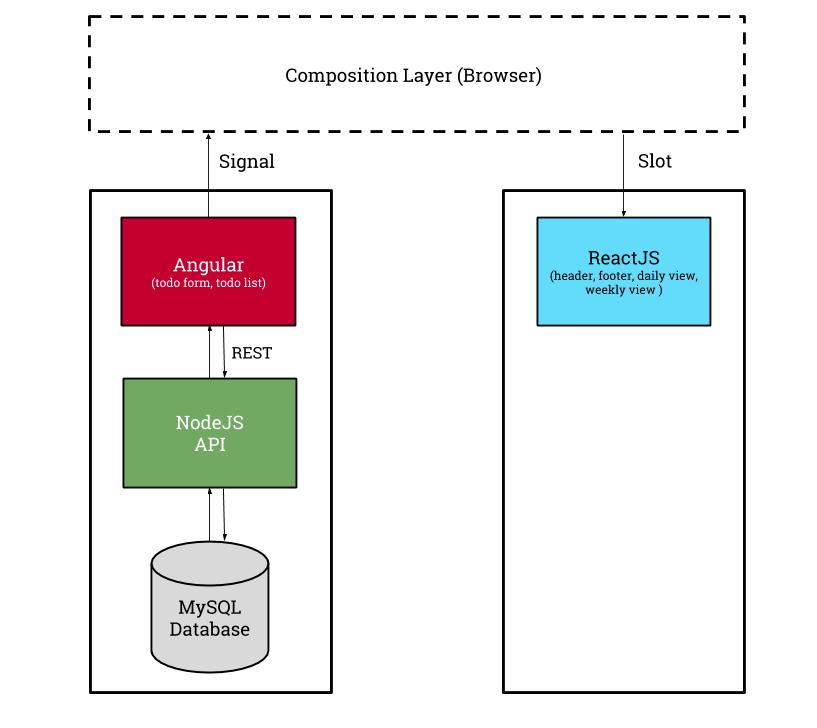 Composition Layer (Browser)
Signal
Slot
Angular
(todo form, todo list)
ReactJS
(header, footer, daily view,
weekly view )
REST
NodeJS
API
MySQL
Database